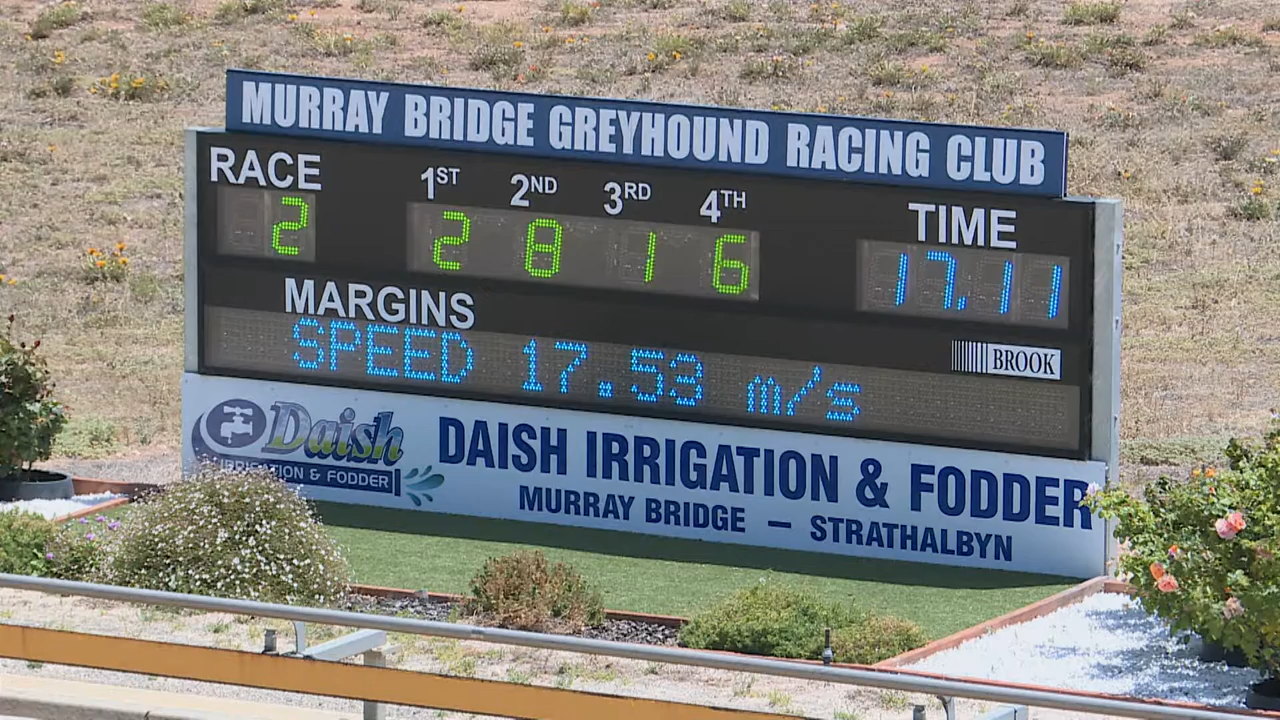 MURRAY BRIDGE GREYHOUND RACING CLUB
RACE 1ST 2ND 3RD 4TH TIME
2 2 8 1 6 17.11
MARGINS
SPEED 17.53 m/s
BROOK
Daish
IRRIGATION & FODDER
DAISH IRRIGATION & FODDER
MURRAY BRIDGE – STRATHALBYN